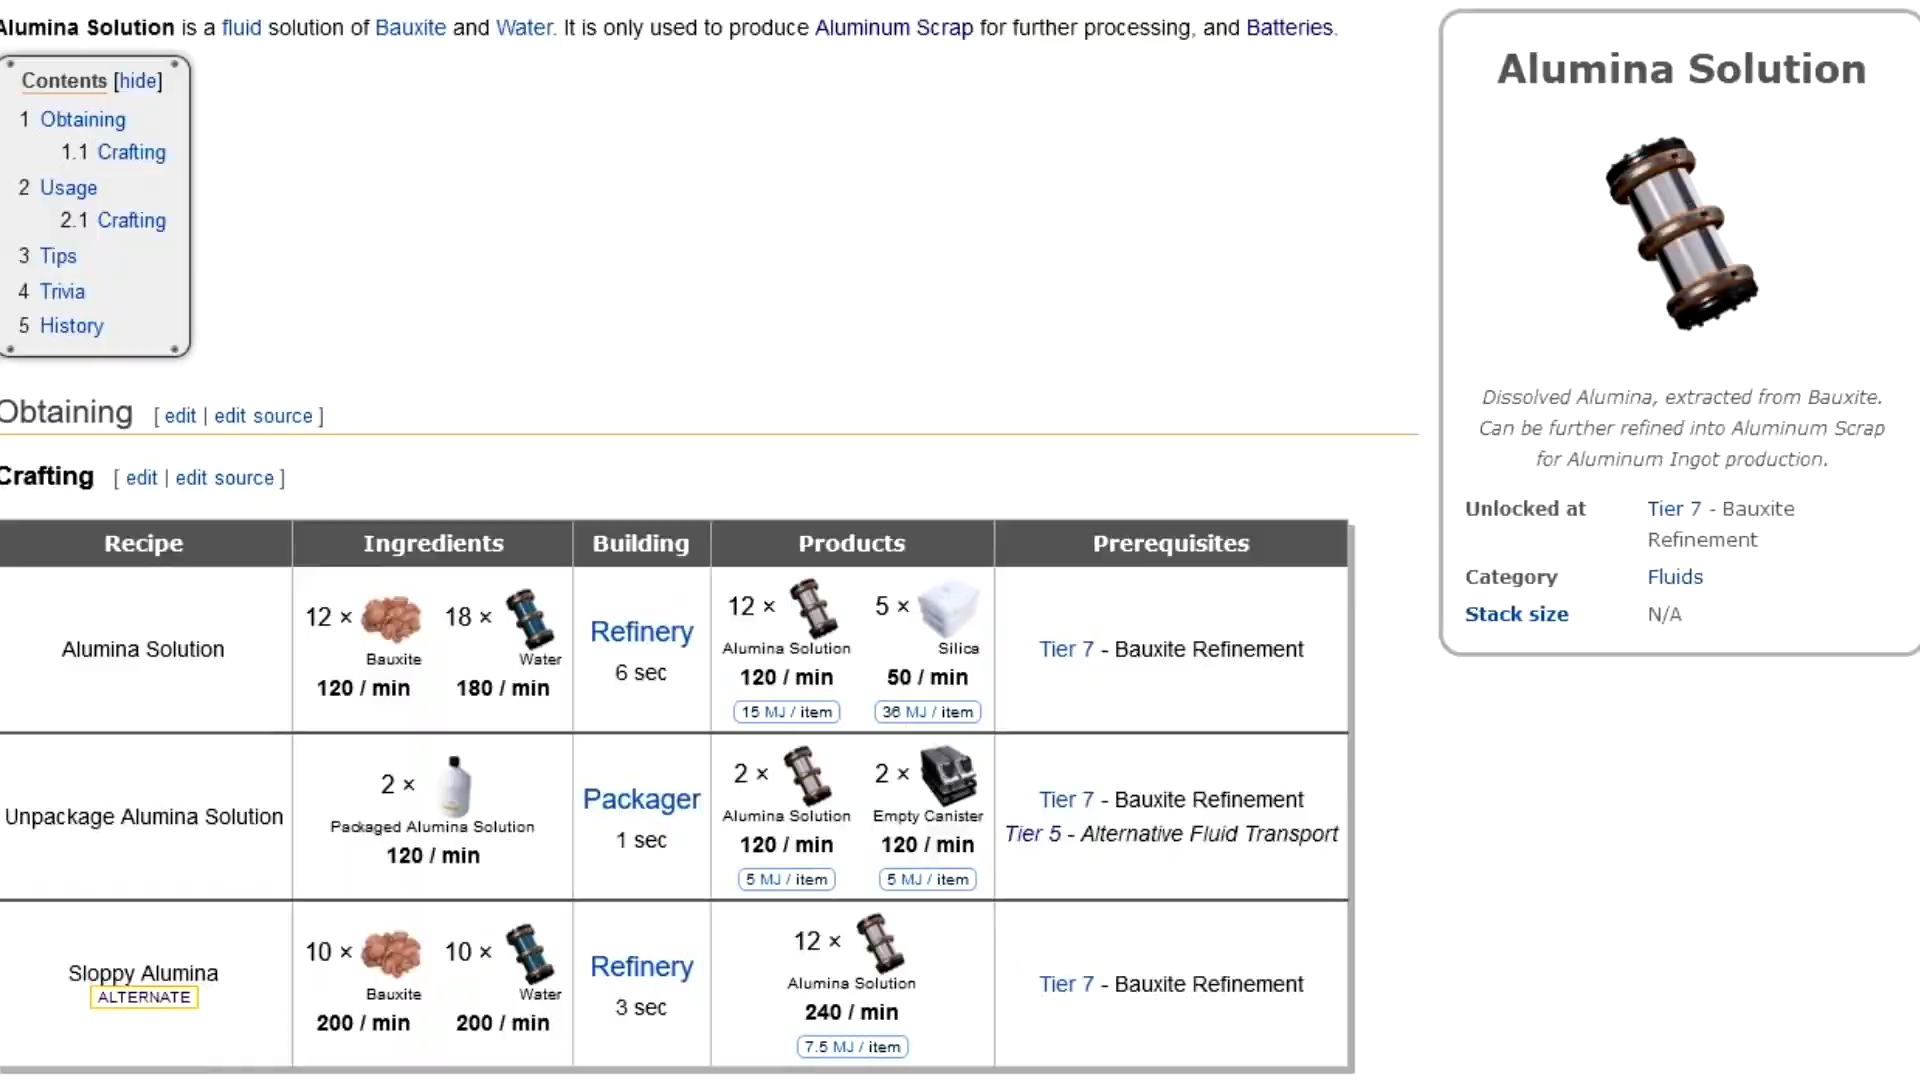 Alumina Solution is a fluid solution of Bauxite and Water. It is only used to produce Aluminum Scrap for further processing, and Batteries.
Contents [hide]
1 Obtaining
1.1 Crafting
2 Usage
2.1 Crafting
3 Tips
4 Trivia
5 History
Obtaining [ edit | edit source ]
Crafting [ edit | edit source ]
Recipe Ingredients Building Products Prerequisites
12 × 18 × 12 × 5 ×
Alumina Solution Bauxite Water Refinery Alumina Solution Silica Tier 7 - Bauxite Refinement
120 / min 180 / min 6 sec 120 / min 50 / min
15 MJ / item 36 MJ / item
2 × 2 × 2 ×
Unpackage Alumina Solution Packaged Alumina Solution Packager Alumina Solution Empty Canister Tier 7 - Bauxite Refinement
120 / min 1 sec 120 / min 120 / min Tier 5 - Alternative Fluid Transport
5 MJ / item 5 MJ / item
10 × 10 × 12 ×
Sloppy Alumina Bauxite Water Refinery Alumina Solution Tier 7 - Bauxite Refinement
ALTERNATE 200 / min 200 / min 3 sec 240 / min
7.5 MJ / item
Alumina Solution
Dissolved Alumina, extracted from Bauxite.
Can be further refined into Aluminum Scrap
for Aluminum Ingot production.
Unlocked at Tier 7 - Bauxite
Refinement
Category Fluids
Stack size N/A